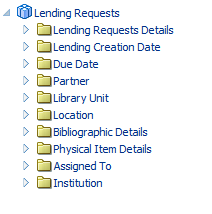 Lending Requests
Lending Requests Details
Lending Creation Date
Due Date
Partner
Library Unit
Location
Bibliographic Details
Physical Item Details
Assigned To
Institution